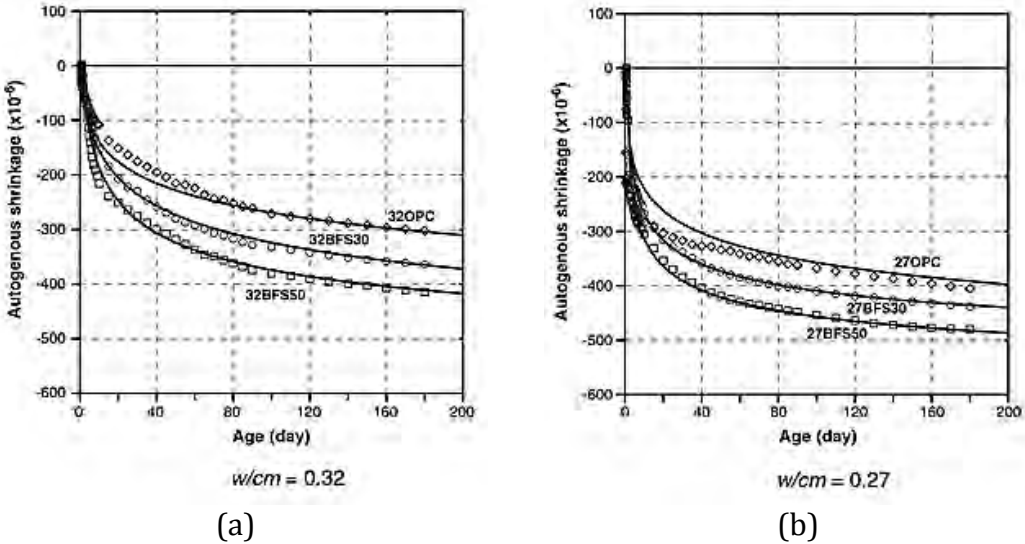 100
0
-100
-200
-300
-400
-500
-600
Autogenous shrinkage (x10⁻⁶)
32OPC
32BFS30
32BFS50
0 40 80 120 160 200
Age (day)
w/cm = 0.32
(a)
100
0
-100
-200
-300
-400
-500
-600
Autogenous shrinkage (x10⁻⁶)
27OPC
27BFS30
27BFS50
0 40 80 120 160 200
Age (day)
w/cm = 0.27
(b)